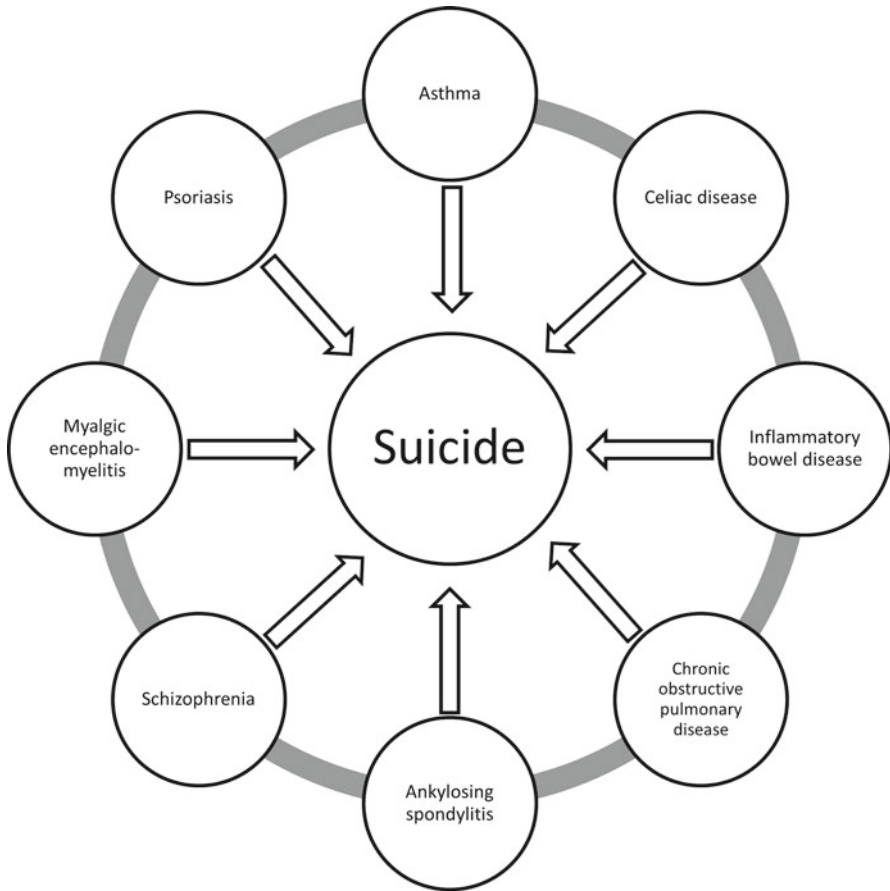 Asthma
Celiac disease
Inflammatory
bowel disease
Chronic
obstructive
pulmonary
disease
Ankylosing
spondylitis
Schizophrenia
Myalgic
encephalo-
myelitis
Psoriasis
Suicide